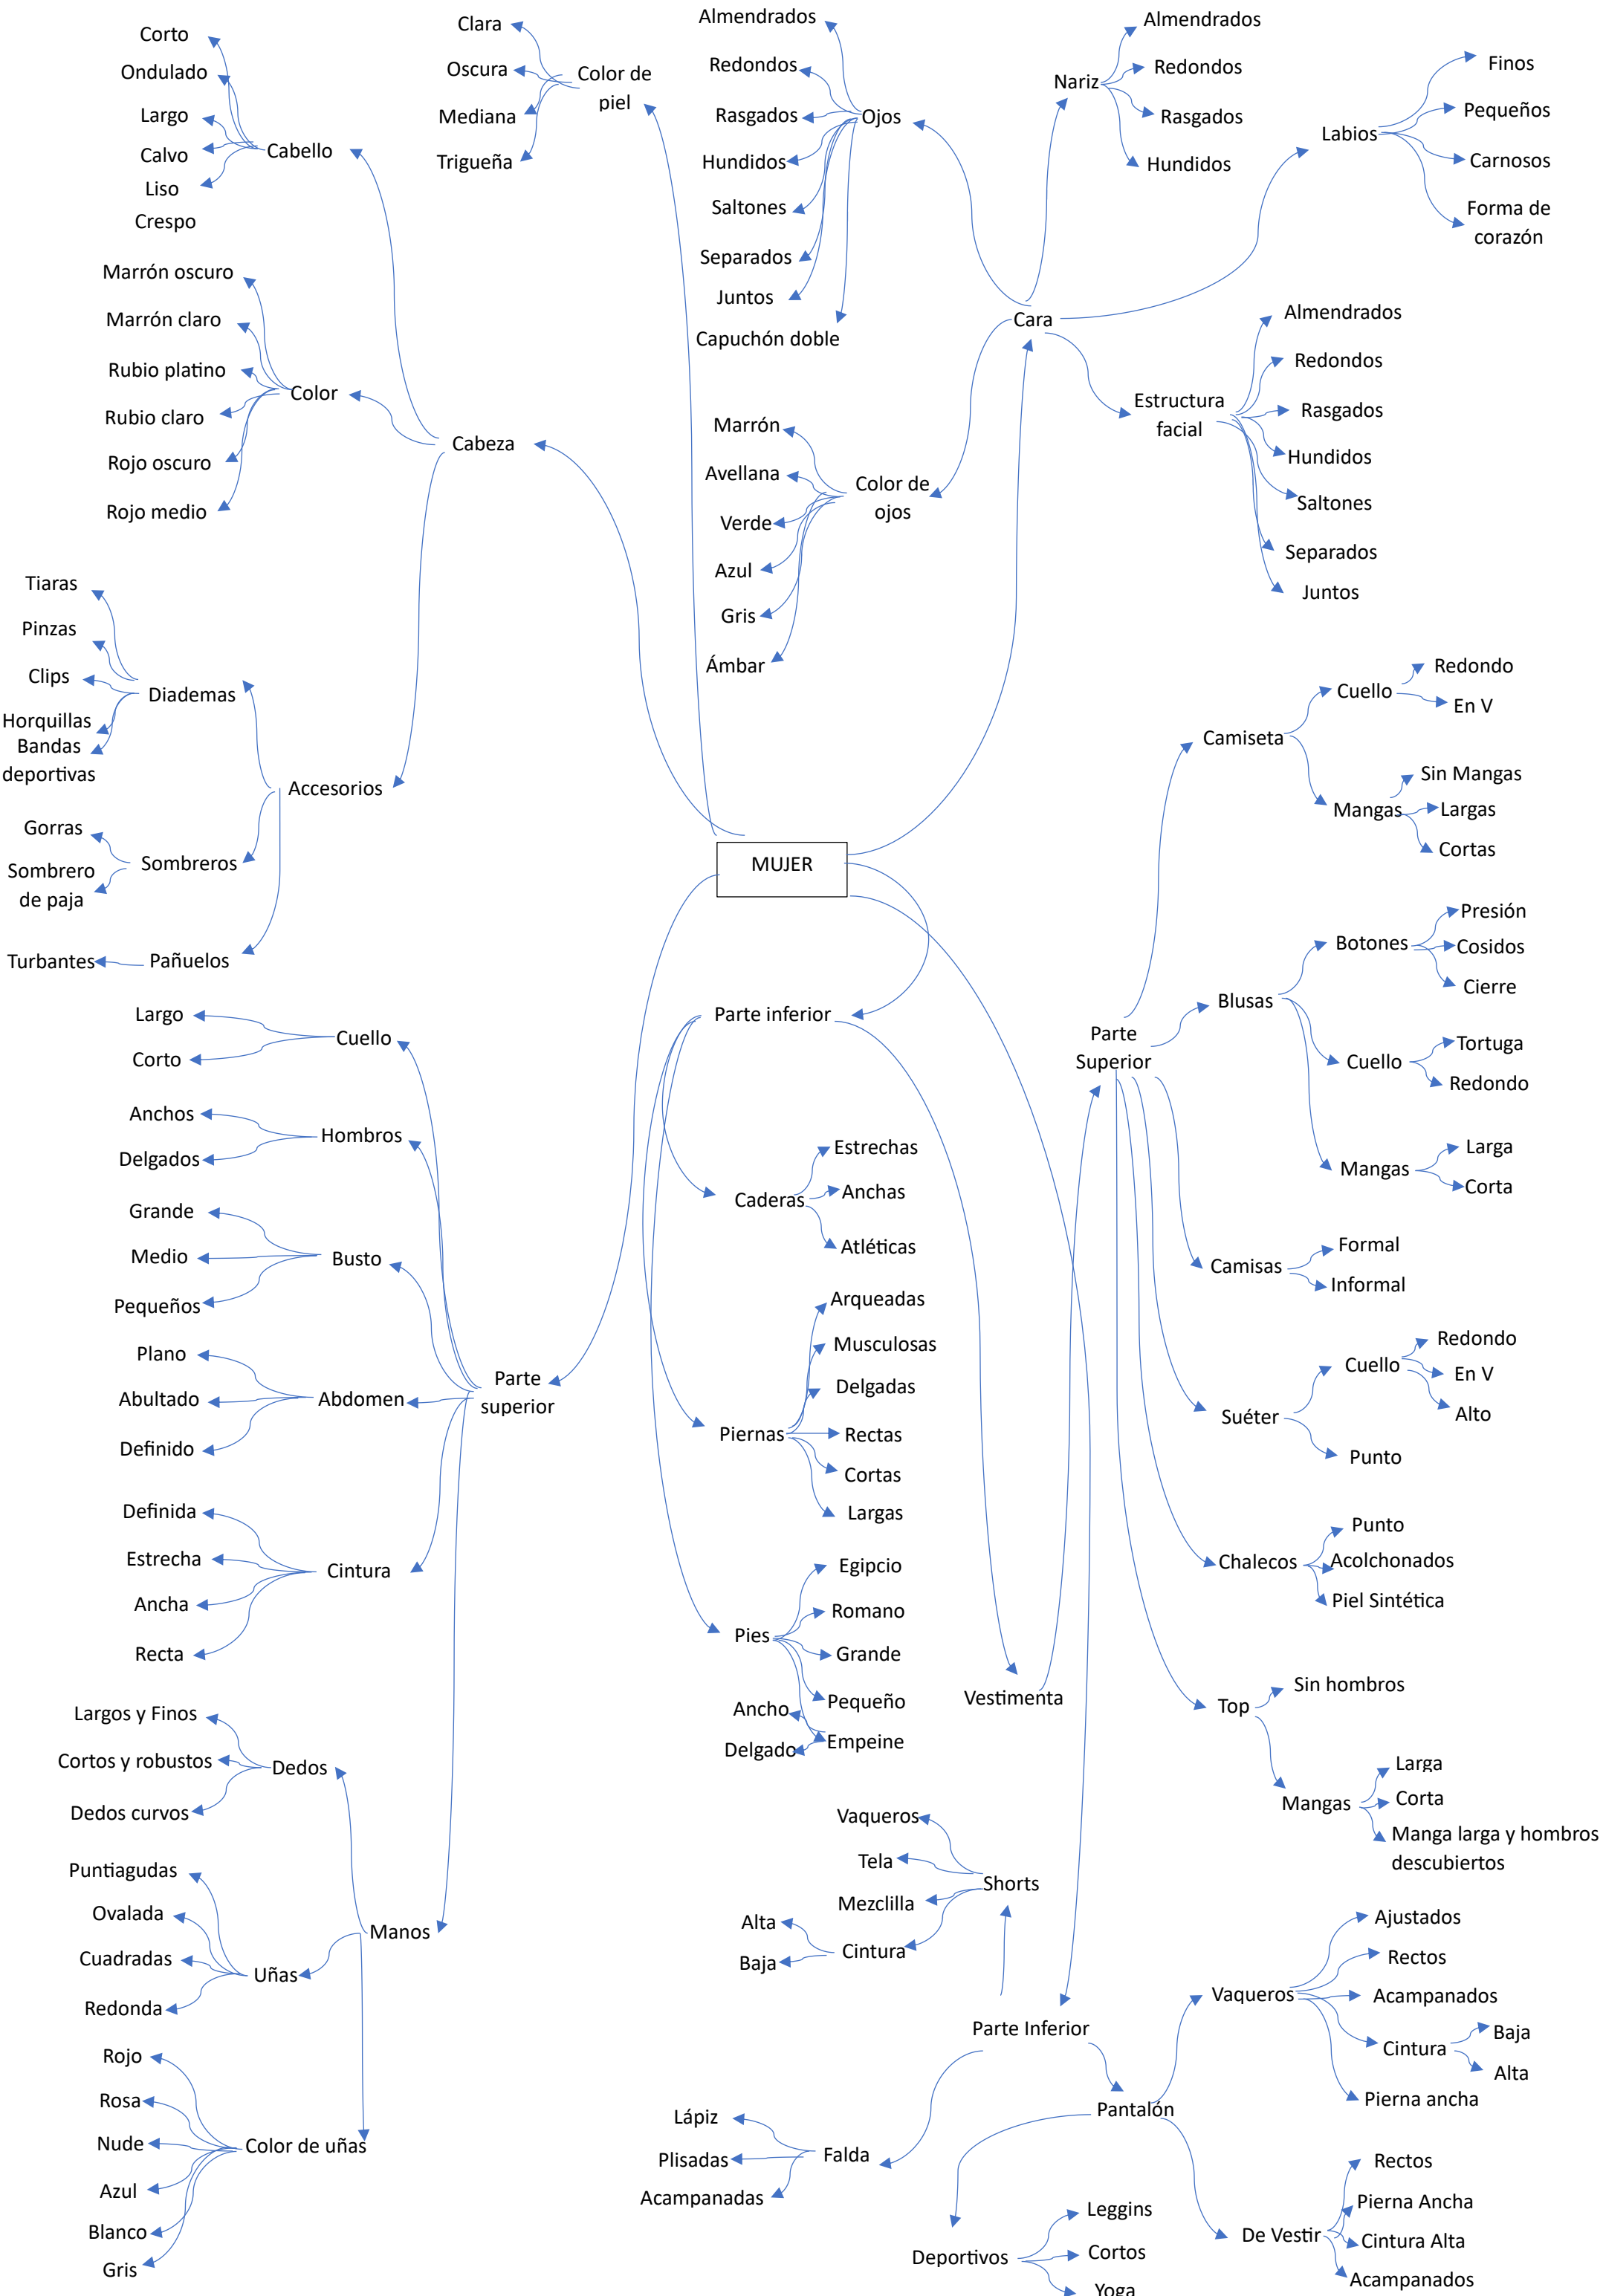 Corto
Ondulado
Largo
Calvo
Liso
Crespo
Cabello
Clara
Oscura
Mediana
Trigueña
Color de
piel
Almendrados
Redondos
Rasgados
Hundidos
Saltones
Separados
Juntos
Capuchón doble
Ojos
Nariz
Almendrados
Redondos
Rasgados
Hundidos
Labios
Finos
Pequeños
Carnosos
Forma de
corazón
Marrón oscuro
Marrón claro
Rubio platino
Rubio claro
Rojo oscuro
Rojo medio
Color
Cabeza
Cara
Estructura
facial
Almendrados
Redondos
Rasgados
Hundidos
Saltones
Separados
Juntos
Marrón
Avellana
Verde
Azul
Gris
Ámbar
Color de
ojos
Tiaras
Pinzas
Clips
Horquillas
Bandas
deportivas
Diademas
Accesorios
Gorras
Sombrero
de paja
Sombreros
Turbantes
Pañuelos
MUJER
Camiseta
Cuello
Redondo
En V
Mangas
Sin Mangas
Largas
Cortas
Parte
Superior
Blusas
Botones
Presión
Cosidos
Cierre
Cuello
Tortuga
Redondo
Mangas
Larga
Corta
Camisas
Formal
Informal
Suéter
Cuello
Redondo
En V
Alto
Punto
Chalecos
Punto
Acolchonados
Piel Sintética
Top
Sin hombros
Mangas
Larga
Corta
Manga larga y hombros
descubiertos
Largo
Corto
Cuello
Anchos
Delgados
Hombros
Grande
Medio
Pequeños
Busto
Plano
Abultado
Definido
Abdomen
Parte
superior
Definida
Estrecha
Ancha
Recta
Cintura
Largos y Finos
Cortos y robustos
Dedos curvos
Dedos
Puntiagudas
Ovalada
Cuadradas
Redonda
Uñas
Manos
Rojo
Rosa
Nude
Azul
Blanco
Gris
Color de uñas
Parte inferior
Caderas
Estrechas
Anchas
Atléticas
Piernas
Arqueadas
Musculosas
Delgadas
Rectas
Cortas
Largas
Pies
Egipcio
Romano
Grande
Pequeño
Empeine
Ancho
Delgado
Vestimenta
Vaqueros
Tela
Mezclilla
Cintura
Alta
Baja
Shorts
Parte Inferior
Lápiz
Plisadas
Acampanadas
Falda
Pantalón
Vaqueros
Ajustados
Rectos
Acampanados
Cintura
Baja
Alta
Pierna ancha
De Vestir
Rectos
Pierna Ancha
Cintura Alta
Acampanados
Deportivos
Leggins
Cortos
Yoga